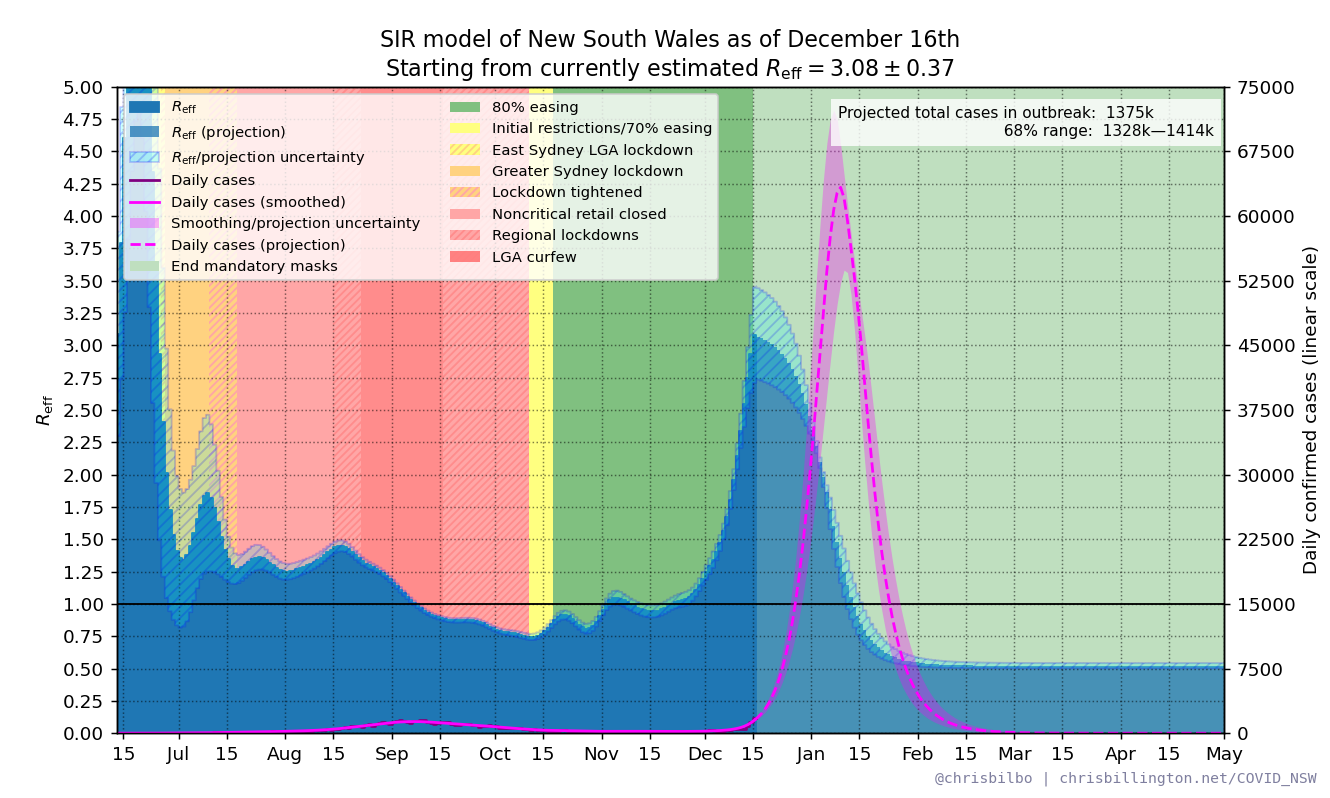 SIR model of New South Wales as of December 16th
Starting from currently estimated Reff = 3.08 ± 0.37
5.00
4.75
4.50
4.25
4.00
3.75
3.50
3.25
3.00
2.75
2.50
2.25
2.00
1.75
1.50
1.25
1.00
0.75
0.50
0.25
0.00
Reff
Reff
Reff (projection)
Reff/projection uncertainty
Daily cases
Daily cases (smoothed)
Smoothing/projection uncertainty
Daily cases (projection)
End mandatory masks
80% easing
Initial restrictions/70% easing
East Sydney LGA lockdown
Greater Sydney lockdown
Lockdown tightened
Noncritical retail closed
Regional lockdowns
LGA curfew
Projected total cases in outbreak: 1375k
68% range: 1328k—1414k
75000
67500
60000
52500
45000
37500
30000
22500
15000
7500
0
Daily confirmed cases (linear scale)
15 Jul 15 Aug 15 Sep 15 Oct 15 Nov 15 Dec 15 Jan 15 Feb 15 Mar 15 Apr 15 May
@chrisbilbo | chrisbillington.net/COVID_NSW